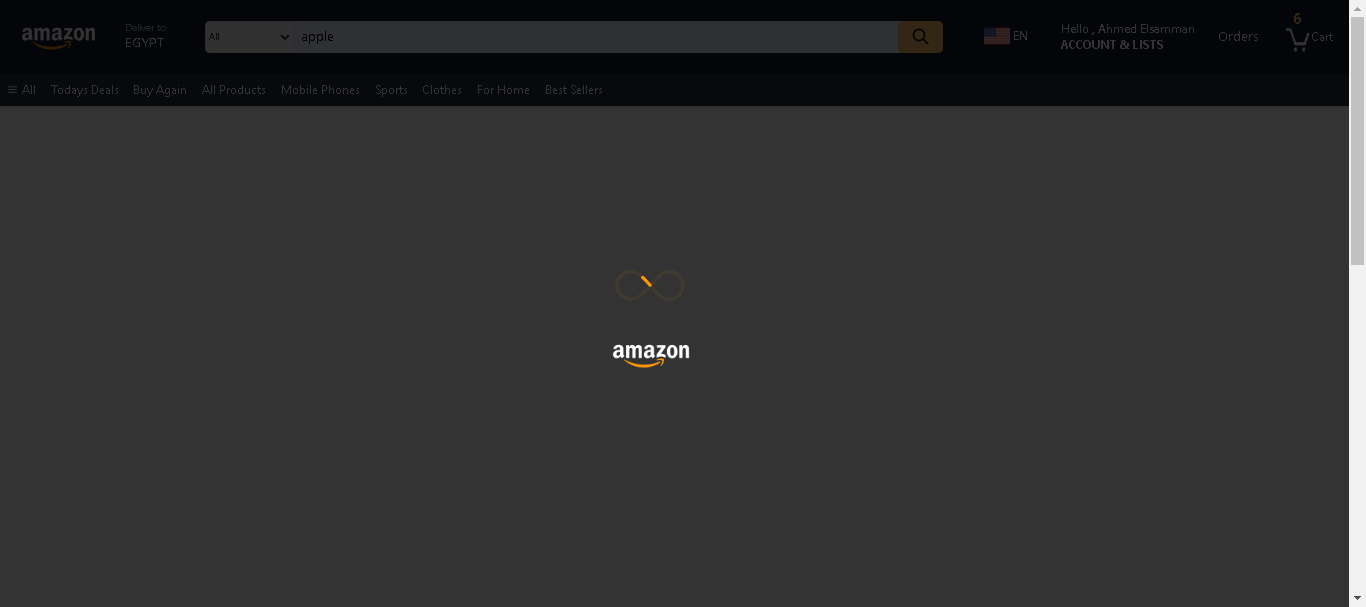 amazon
Deliver to
EGYPT
All
apple
EN
Hello , Ahmed Elsamman
ACCOUNT & LISTS
Orders
6
Cart
All
Todays Deals
Buy Again
All Products
Mobile Phones
Sports
Clothes
For Home
Best Sellers
amazon